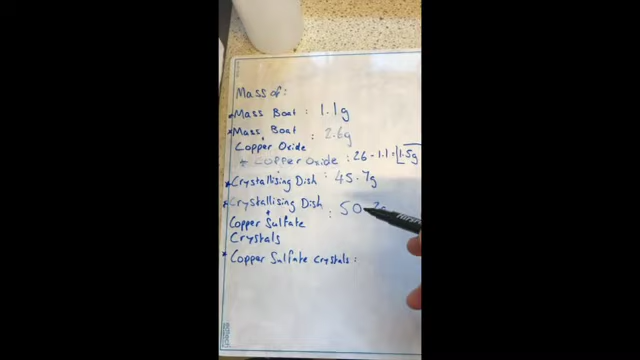 Mass of:
Mass Boat : 1.1g
Mass Boat
+
: 2.6g
Copper Oxide
Copper Oxide : 2.6 - 1.1 = 1.5g
Crystallising Dish : 45.7g
Crystallising Dish
+
: 50.
Copper Sulfate
Crystals
Copper Sulfate Crystals :